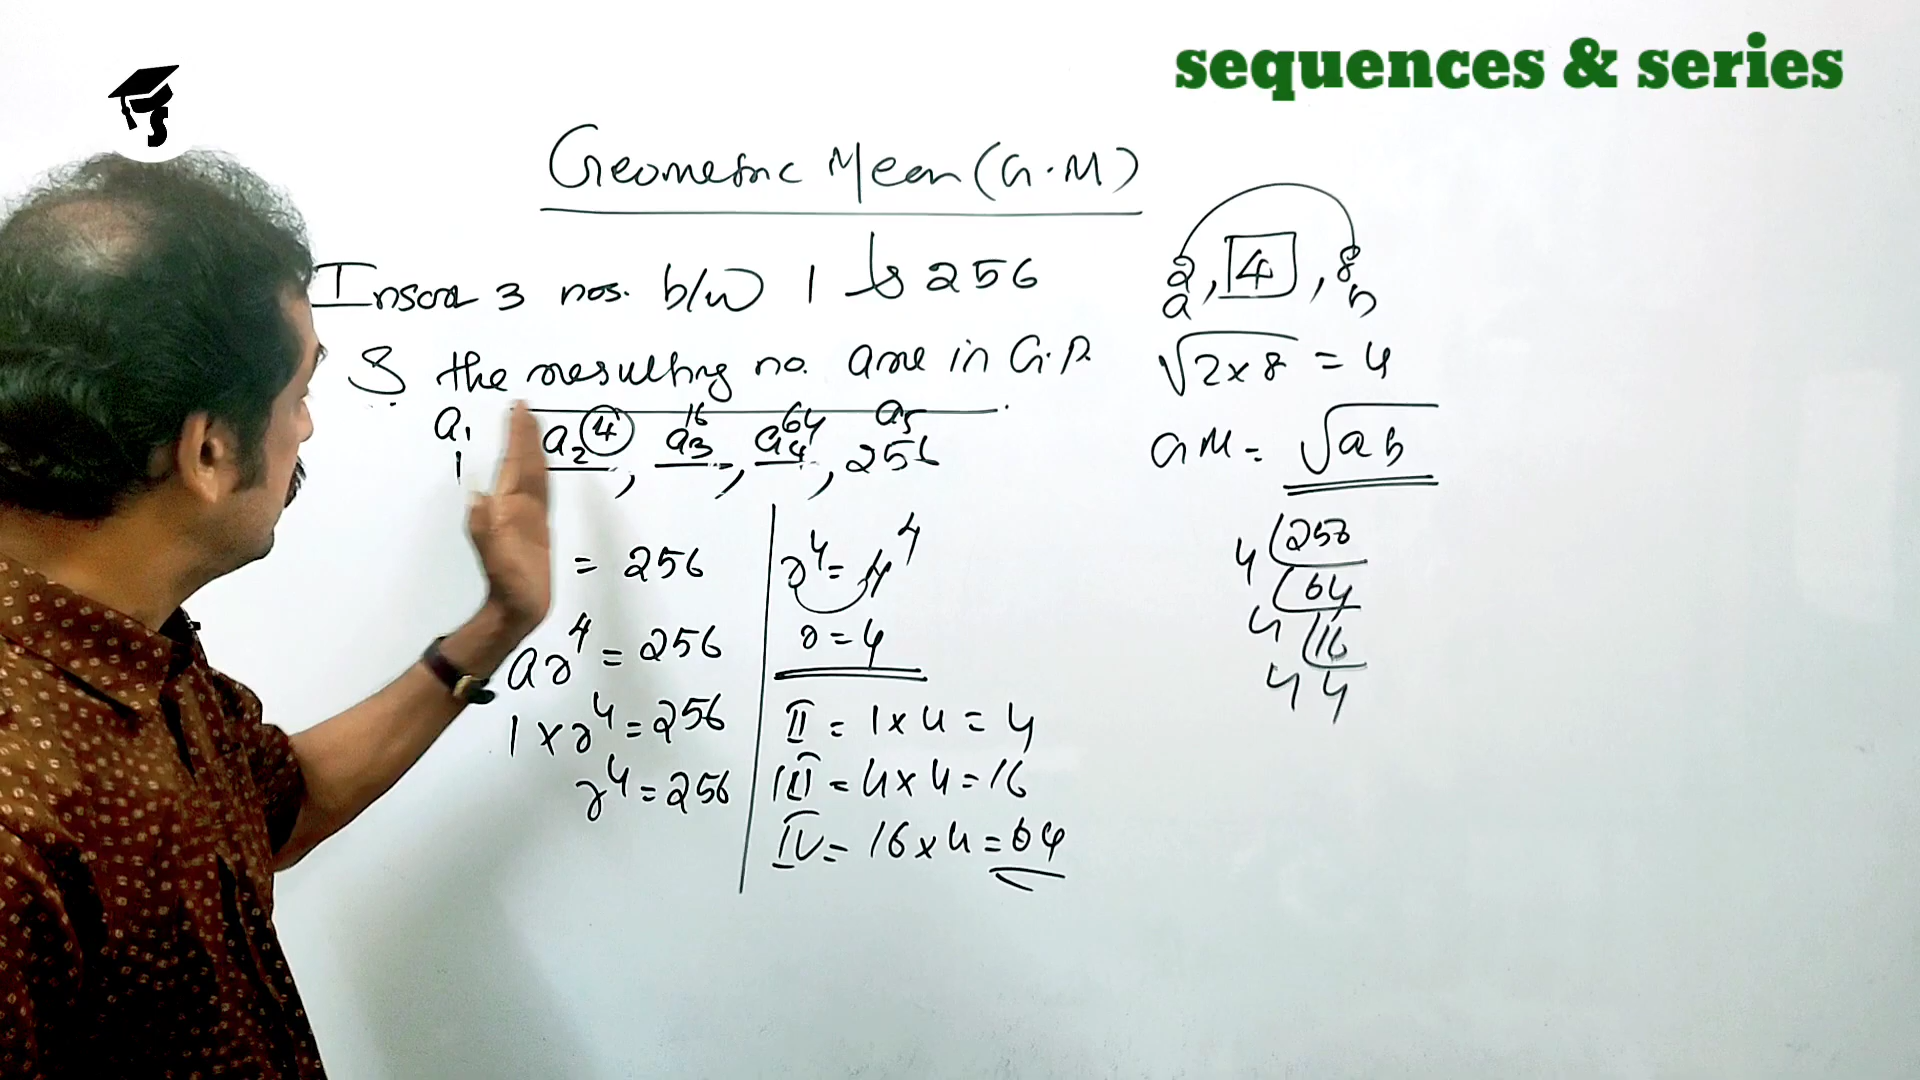 sequences & series
Geometric Mean (G.M)
Insert 3 nos. b/w 1 & 256
& the resulting no. are in G.P.
a₁ a₂ 4 a₃ 16 a₄ 64 a₅
1 , , , 256
= 256
ar⁴ = 256
1 × r⁴ = 256
r⁴ = 256
r⁴ = 4⁴
r = 4
II = 1 × 4 = 4
III = 4 × 4 = 16
IV = 16 × 4 = 64
2, 4, 8
a b
√2×8 = 4
GM = √ab
4 256
4 64
4 16
4